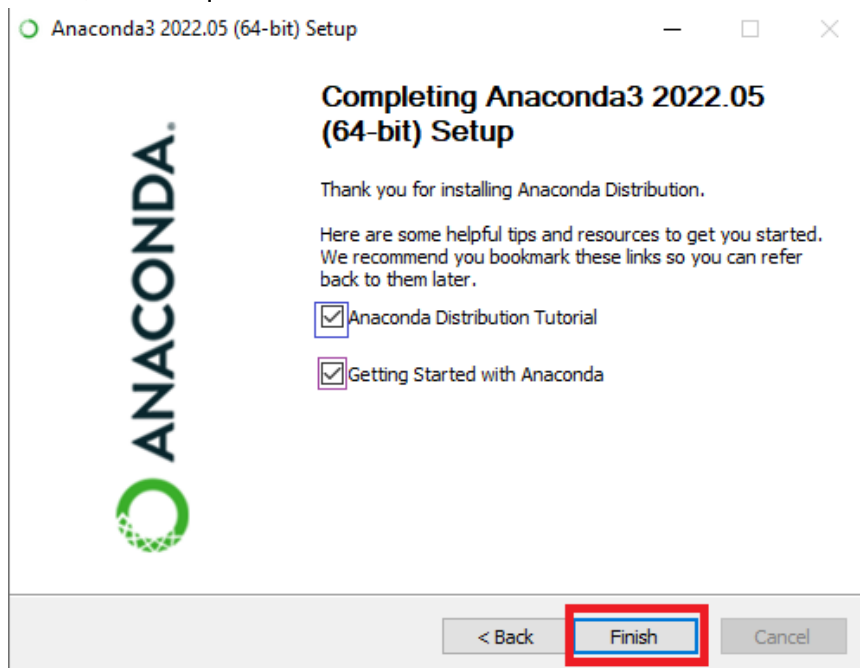 Anaconda3 2022.05 (64-bit) Setup
ANACONDA.
Completing Anaconda3 2022.05
(64-bit) Setup
Thank you for installing Anaconda Distribution.
Here are some helpful tips and resources to get you started.
We recommend you bookmark these links so you can refer
back to them later.
Anaconda Distribution Tutorial
Getting Started with Anaconda
< Back
Finish
Cancel